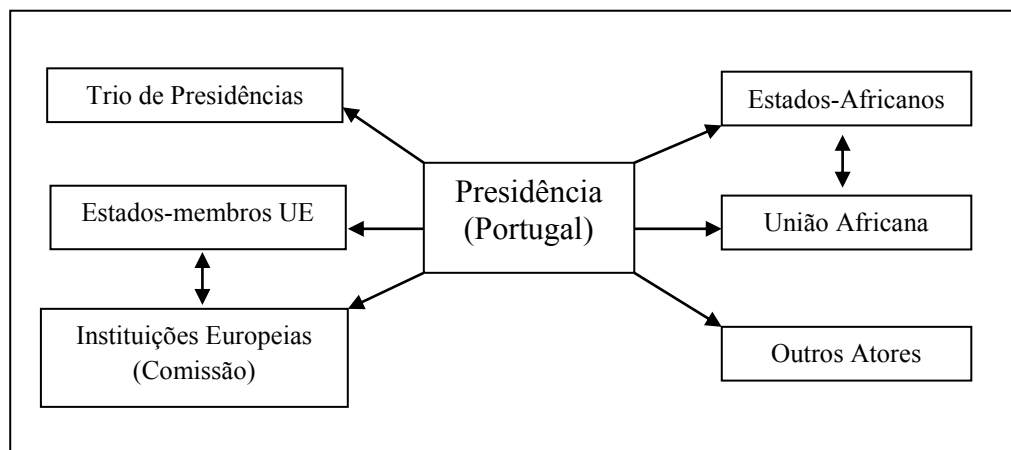 Trio de Presidências
Estados-Africanos
Presidência
(Portugal)
Estados-membros UE
União Africana
Instituições Europeias
(Comissão)
Outros Atores